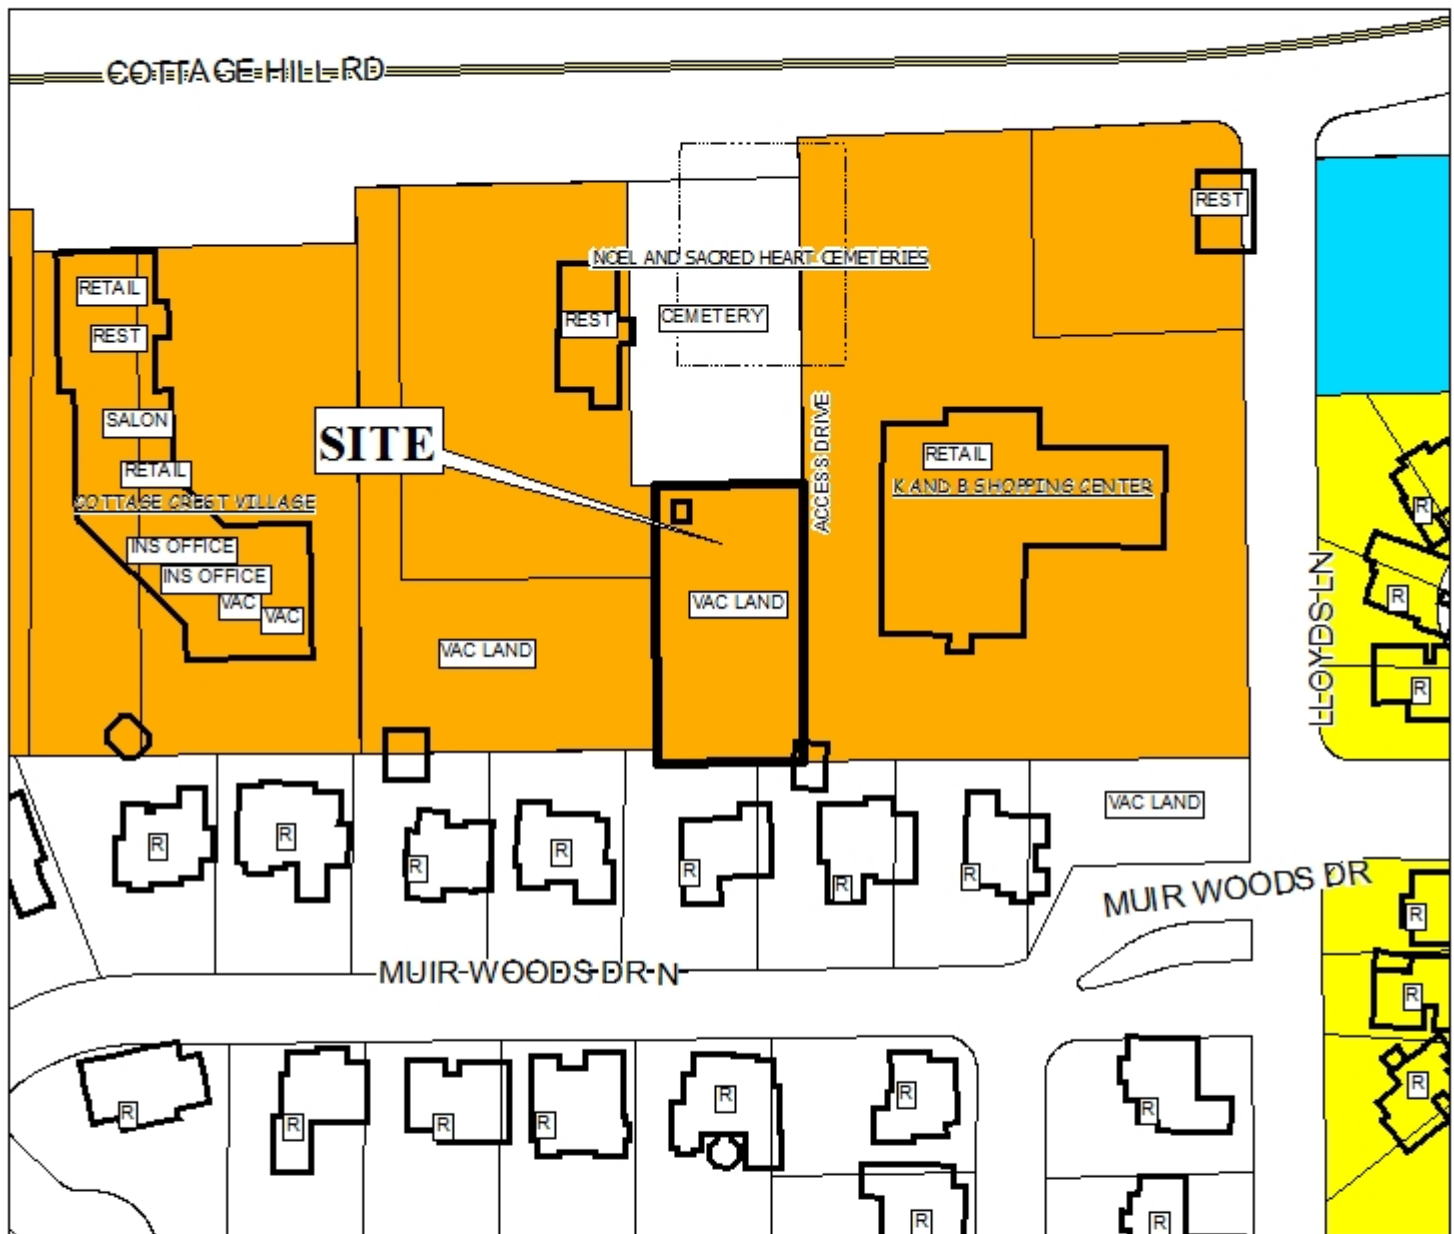 COTTAGE HILL RD
REST
NOEL AND SACRED HEART CEMETERIES
RETAIL
REST
CEMETERY
REST
SALON
SITE
ACCESS DRIVE
RETAIL
RETAIL
K AND B SHOPPING CENTER
COTTAGE CREST VILLAGE
R
INS OFFICE
INS OFFICE
VAC
VAC
VAC LAND
R
LLOYDS LN
VAC LAND
R
VAC LAND
R
R
R
R
R
R
R
MUIR WOODS DR
R
MUIR WOODS DR N
R
R
R
R
R
R
R
R
R
R
R